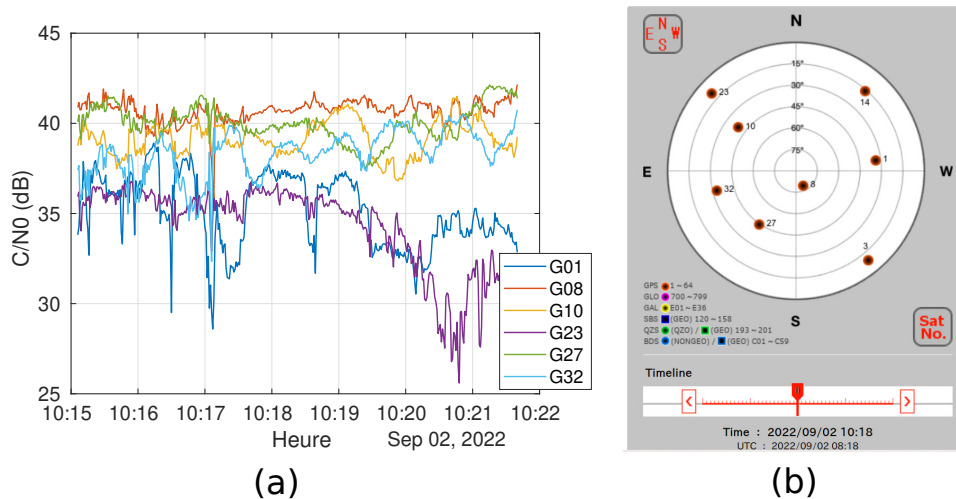 45
40
35
30
25
C/N0 (dB)
10:15 10:16 10:17 10:18 10:19 10:20 10:21 10:22
Heure
Sep 02, 2022
G01
G08
G10
G23
G27
G32
(a)
N
E W
S
N
15°
30°
45°
60°
75°
23
14
10
1
E
W
32
8
27
3
S
GPS 1 ~ 64
GLO 700 ~ 799
GAL E01 ~ E36
SBS (GEO) 120 ~ 158
QZS (QZO) / (GEO) 193 ~ 201
BDS (NONGEO) / (GEO) C01 ~ C59
Sat
No.
Timeline
< >
Time : 2022/09/02 10:18
UTC : 2022/09/02 08:18
(b)